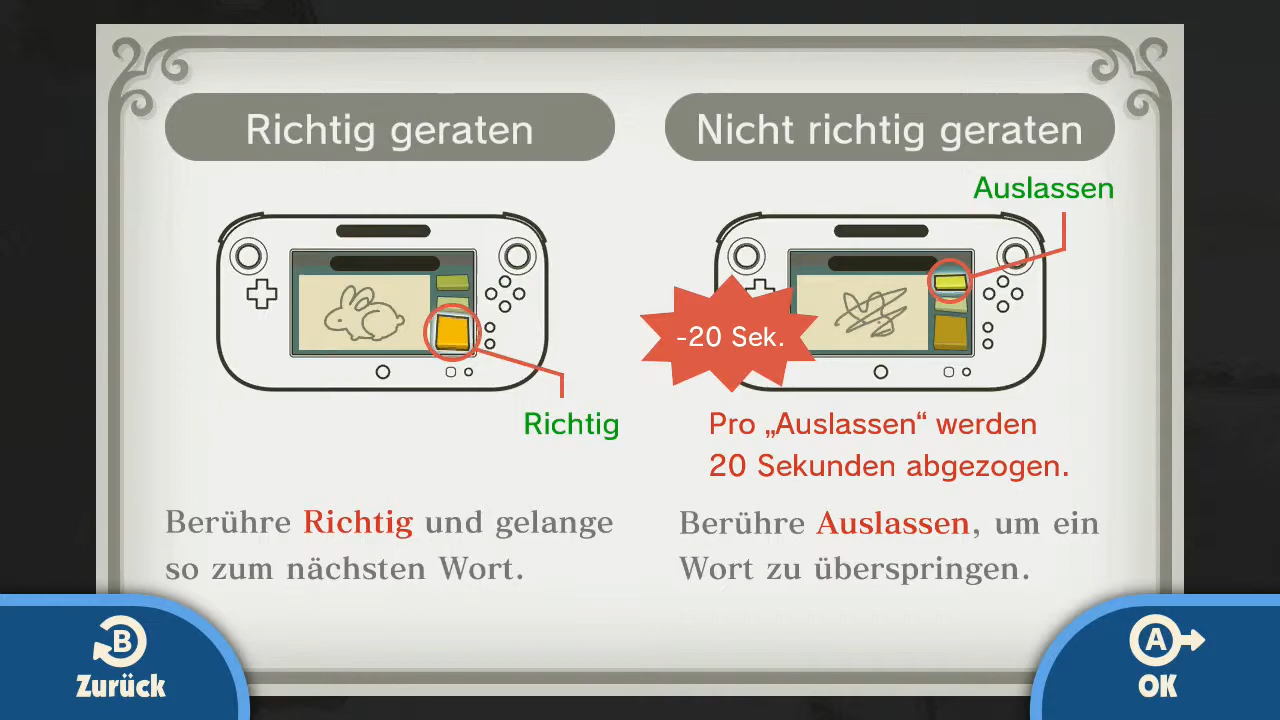 Richtig geraten
Nicht richtig geraten
Auslassen
-20 Sek.
Richtig
Pro „Auslassen“ werden
20 Sekunden abgezogen.
Berühre Richtig und gelange
so zum nächsten Wort.
Berühre Auslassen, um ein
Wort zu überspringen.
B
Zurück
A
OK